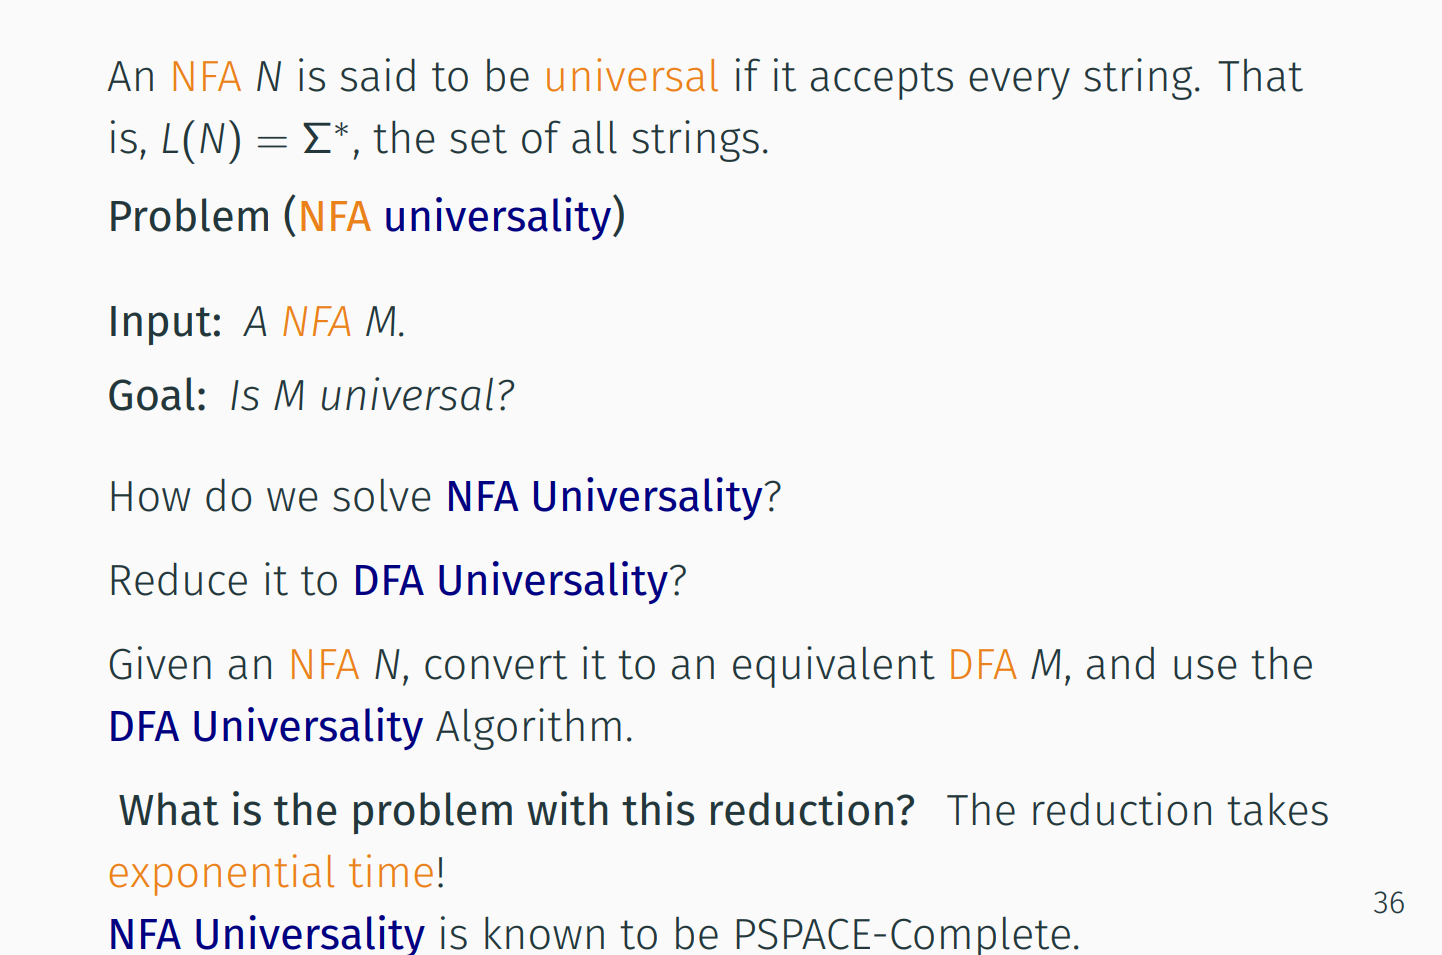 An NFA N is said to be universal if it accepts every string. That
is, L(N) = Σ*, the set of all strings.
Problem (NFA universality)
Input: A NFA M.
Goal: Is M universal?
How do we solve NFA Universality?
Reduce it to DFA Universality?
Given an NFA N, convert it to an equivalent DFA M, and use the
DFA Universality Algorithm.
What is the problem with this reduction? The reduction takes
exponential time!
36
NFA Universality is known to be PSPACE-Complete.